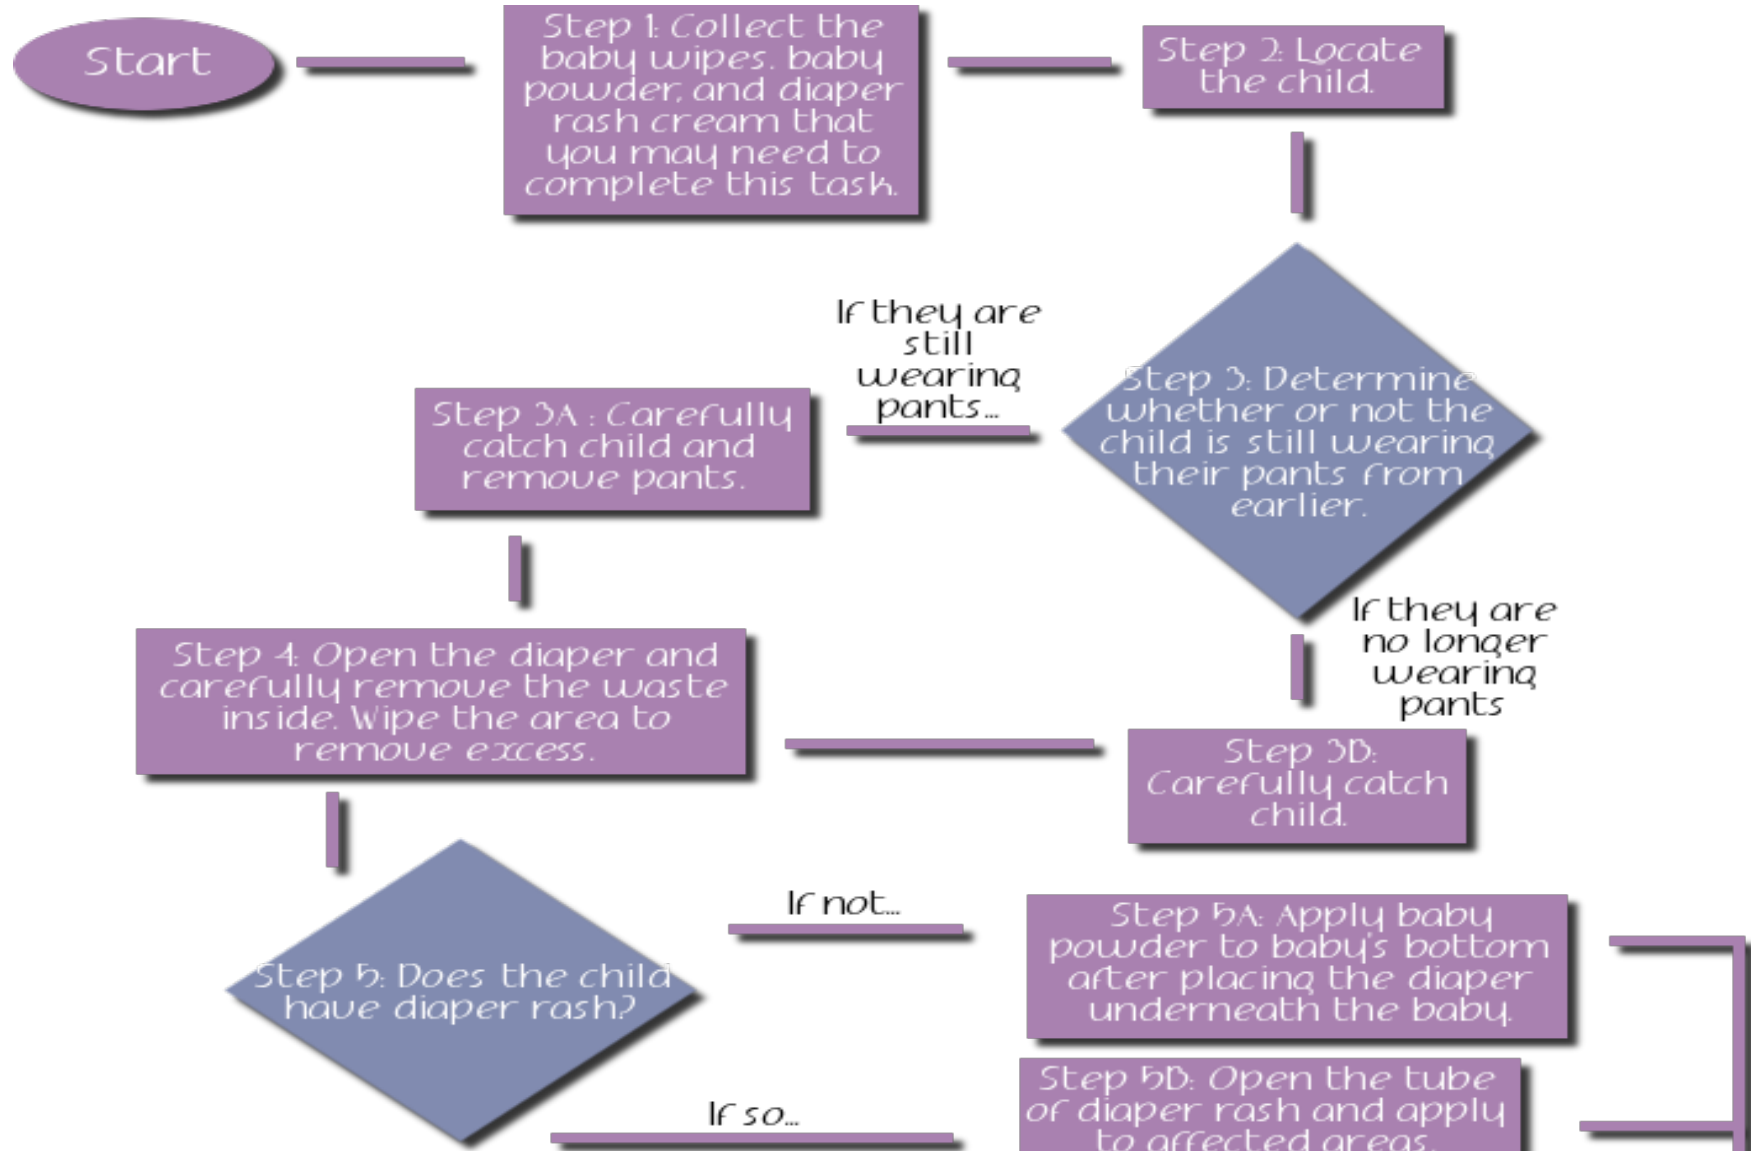 Start
Step 1: Collect the
baby wipes. baby
powder, and diaper
rash cream that
you may need to
complete this task.
Step 2: Locate
the child.
Step 3: Determine
whether or not the
child is still wearing
their pants from
earlier.
If they are
still
wearing
pants...
Step 3A : Carefully
catch child and
remove pants.
If they are
no longer
wearing
pants
Step 3B:
Carefully catch
child.
Step 4: Open the diaper and
carefully remove the waste
inside. Wipe the area to
remove excess.
Step 5: Does the child
have diaper rash?
If not...
Step 5A: Apply baby
powder to baby's bottom
after placing the diaper
underneath the baby.
If so...
Step 5B: Open the tube
of diaper rash and apply
to affected areas.